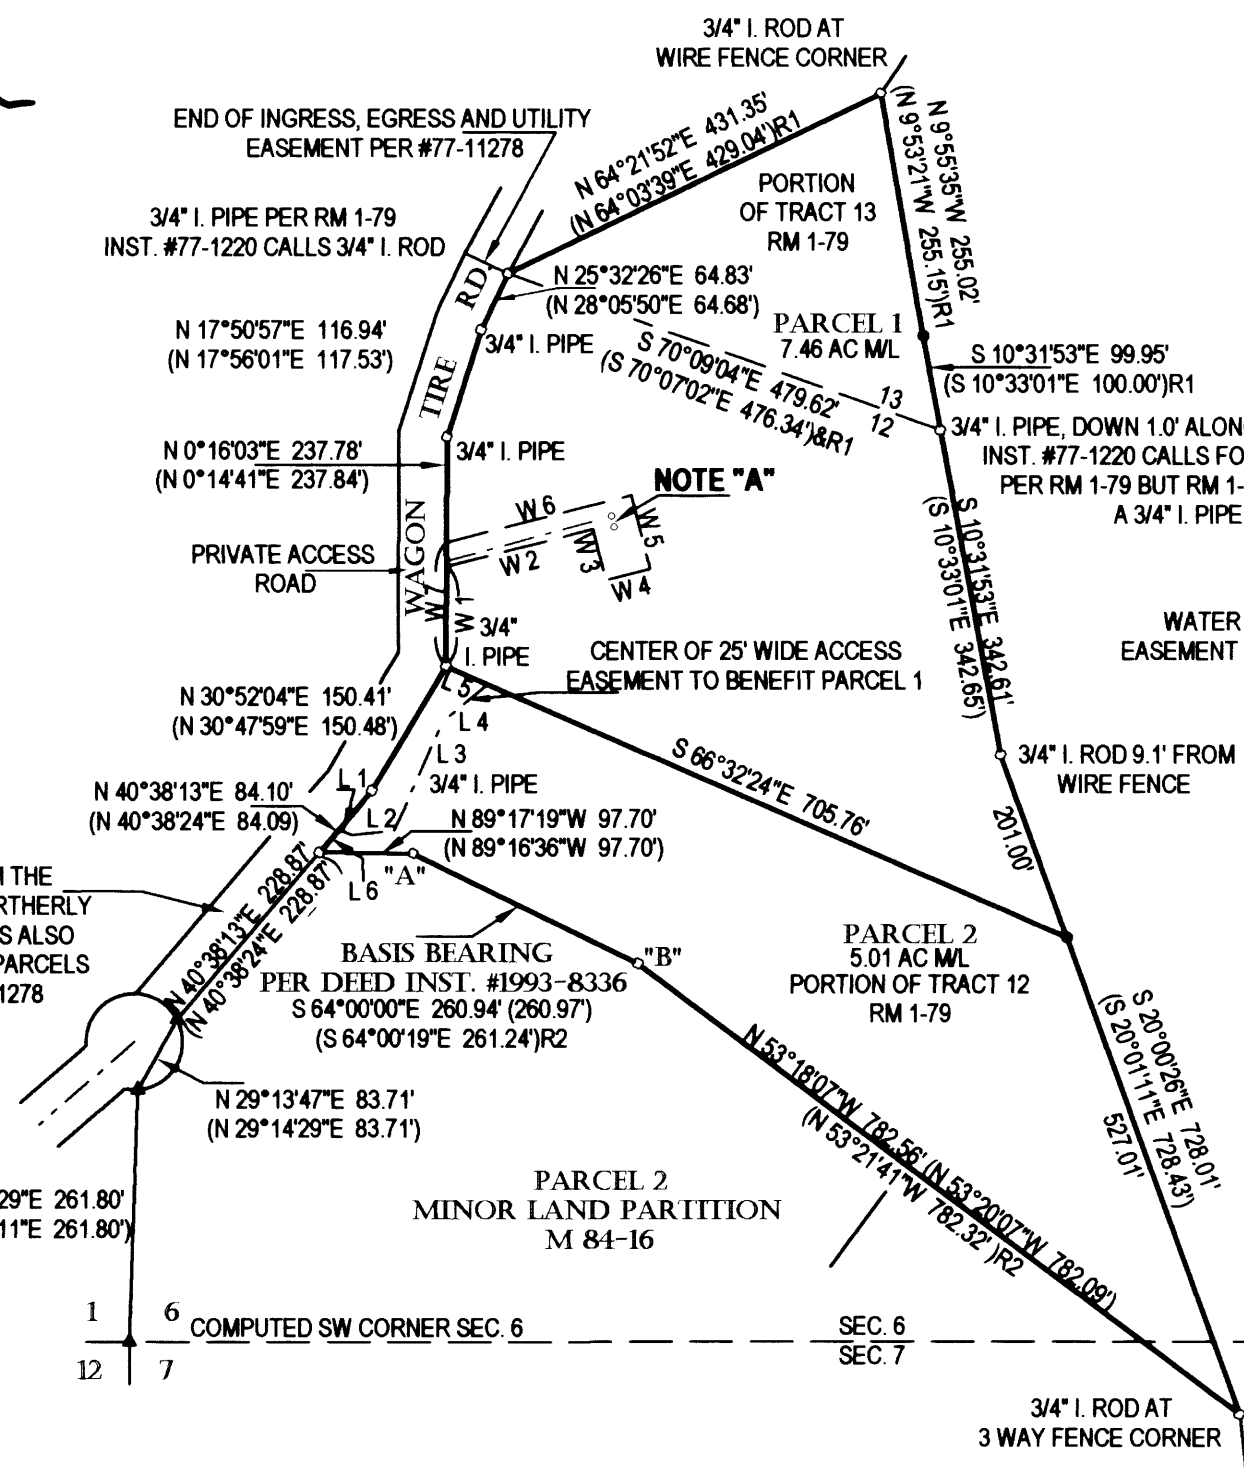 3/4" I. ROD AT
WIRE FENCE CORNER
END OF INGRESS, EGRESS AND UTILITY
EASEMENT PER #77-11278
N 64°21'52"E 431.35'
(N 64°03'39"E 429.04')R1
N 9°55'35"W 255.02'
(N 9°53'21"W 255.15')R1
PORTION
OF TRACT 13
RM 1-79
3/4" I. PIPE PER RM 1-79
INST. #77-1220 CALLS 3/4" I. ROD
RD.
N 25°32'26"E 64.83'
(N 28°05'50"E 64.68')
N 17°50'57"E 116.94'
(N 17°56'01"E 117.53')
3/4" I. PIPE
PARCEL 1
7.46 AC M/L
S 70°09'04"E 479.62'
(S 70°07'02"E 476.34')&R1
13
12
S 10°31'53"E 99.95'
(S 10°33'01"E 100.00')R1
TIRE
3/4" I. PIPE, DOWN 1.0' ALON
INST. #77-1220 CALLS FO
PER RM 1-79 BUT RM 1-
A 3/4" I. PIPE
N 0°16'03"E 237.78'
(N 0°14'41"E 237.84')
3/4" I. PIPE
NOTE "A"
W 6
W 5
W 2
W 3
W 4
S 10°31'53"E 342.61'
(S 10°33'01"E 342.65')
PRIVATE ACCESS
ROAD
WAGON
W 7
W 1
3/4"
I. PIPE
WATER
EASEMENT
CENTER OF 25' WIDE ACCESS
EASEMENT TO BENEFIT PARCEL 1
N 30°52'04"E 150.41'
(N 30°47'59"E 150.48')
L 5
L 4
L 3
S 66°32'24"E 705.76'
3/4" I. ROD 9.1' FROM
WIRE FENCE
L 1
3/4" I. PIPE
N 40°38'13"E 84.10'
(N 40°38'24"E 84.09)
L 2
N 89°17'19"W 97.70'
(N 89°16'36"W 97.70')
201.00'
L 6
"A"
THE
RTHERLY
S ALSO
PARCELS
1278
N 40°38'13"E 228.87'
(N 40°38'24"E 228.87')
BASIS BEARING
PER DEED INST. #1993-8336
S 64°00'00"E 260.94' (260.97')
(S 64°00'19"E 261.24')R2
"B"
PARCEL 2
5.01 AC M/L
PORTION OF TRACT 12
RM 1-79
S 20°00'26"E 728.01'
(S 20°01'11"E 728.43')
527.01'
N 53°18'07"W 782.56' (N 53°20'07"W 782.09')
(N 53°21'41"W 782.32')R2
N 29°13'47"E 83.71'
(N 29°14'29"E 83.71')
29"E 261.80'
11"E 261.80')
PARCEL 2
MINOR LAND PARTITION
M 84-16
1 6
COMPUTED SW CORNER SEC. 6
12 7
SEC. 6
SEC. 7
3/4" I. ROD AT
3 WAY FENCE CORNER